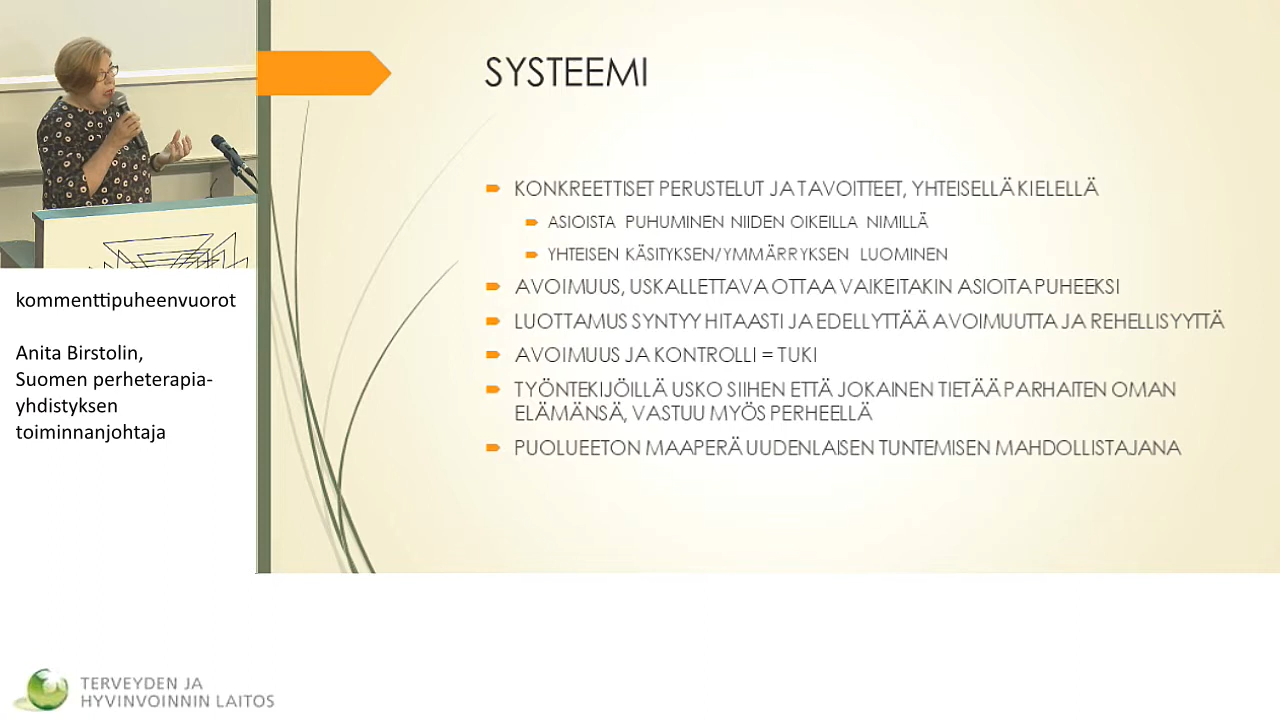 SYSTEEMI
KONKREETTISET PERUSTELUT JA TAVOITTEET, YHTEISELLÄ KIELELLÄ
ASIOISTA PUHUMINEN NIIDEN OIKEILLA NIMILLÄ
YHTEISEN KÄSITYKSEN/YMMÄRRYKSEN LUOMINEN
AVOIMUUS, USKALLETTAVA OTTAA VAIKEITAKIN ASIOITA PUHEEKSI
LUOTTAMUS SYNTYY HITAASTI JA EDELLYTTÄÄ AVOIMUUTTA JA REHELLISYYTTÄ
AVOIMUUS JA KONTROLLI = TUKI
TYÖNTEKIJÖILLÄ USKO SIIHEN ETTÄ JOKAINEN TIETÄÄ PARHAITEN OMAN
ELÄMÄNSÄ, VASTUU MYÖS PERHEELLÄ
PUOLUEETON MAAPERÄ UUDENLAISEN TUNTEMISEN MAHDOLLISTAJANA
kommenttipuheenvuorot
Anita Birstolin,
Suomen perheterapia-
yhdistyksen
toiminnanjohtaja
TERVEYDEN JA
HYVINVOINNIN LAITOS